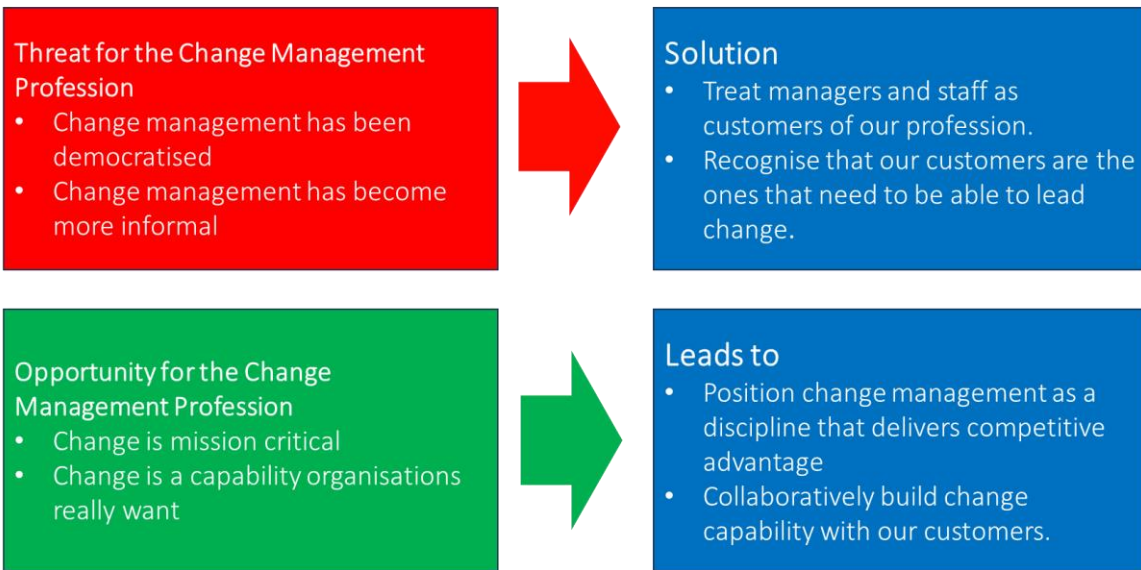 Threat for the Change Management
Profession
• Change management has been
democratised
• Change management has become
more informal
Solution
• Treat managers and staff as
customers of our profession.
• Recognise that our customers are the
ones that need to be able to lead
change.
Opportunity for the Change
Management Profession
• Change is mission critical
• Change is a capability organisations
really want
Leads to
• Position change management as a
discipline that delivers competitive
advantage
• Collaboratively build change
capability with our customers.